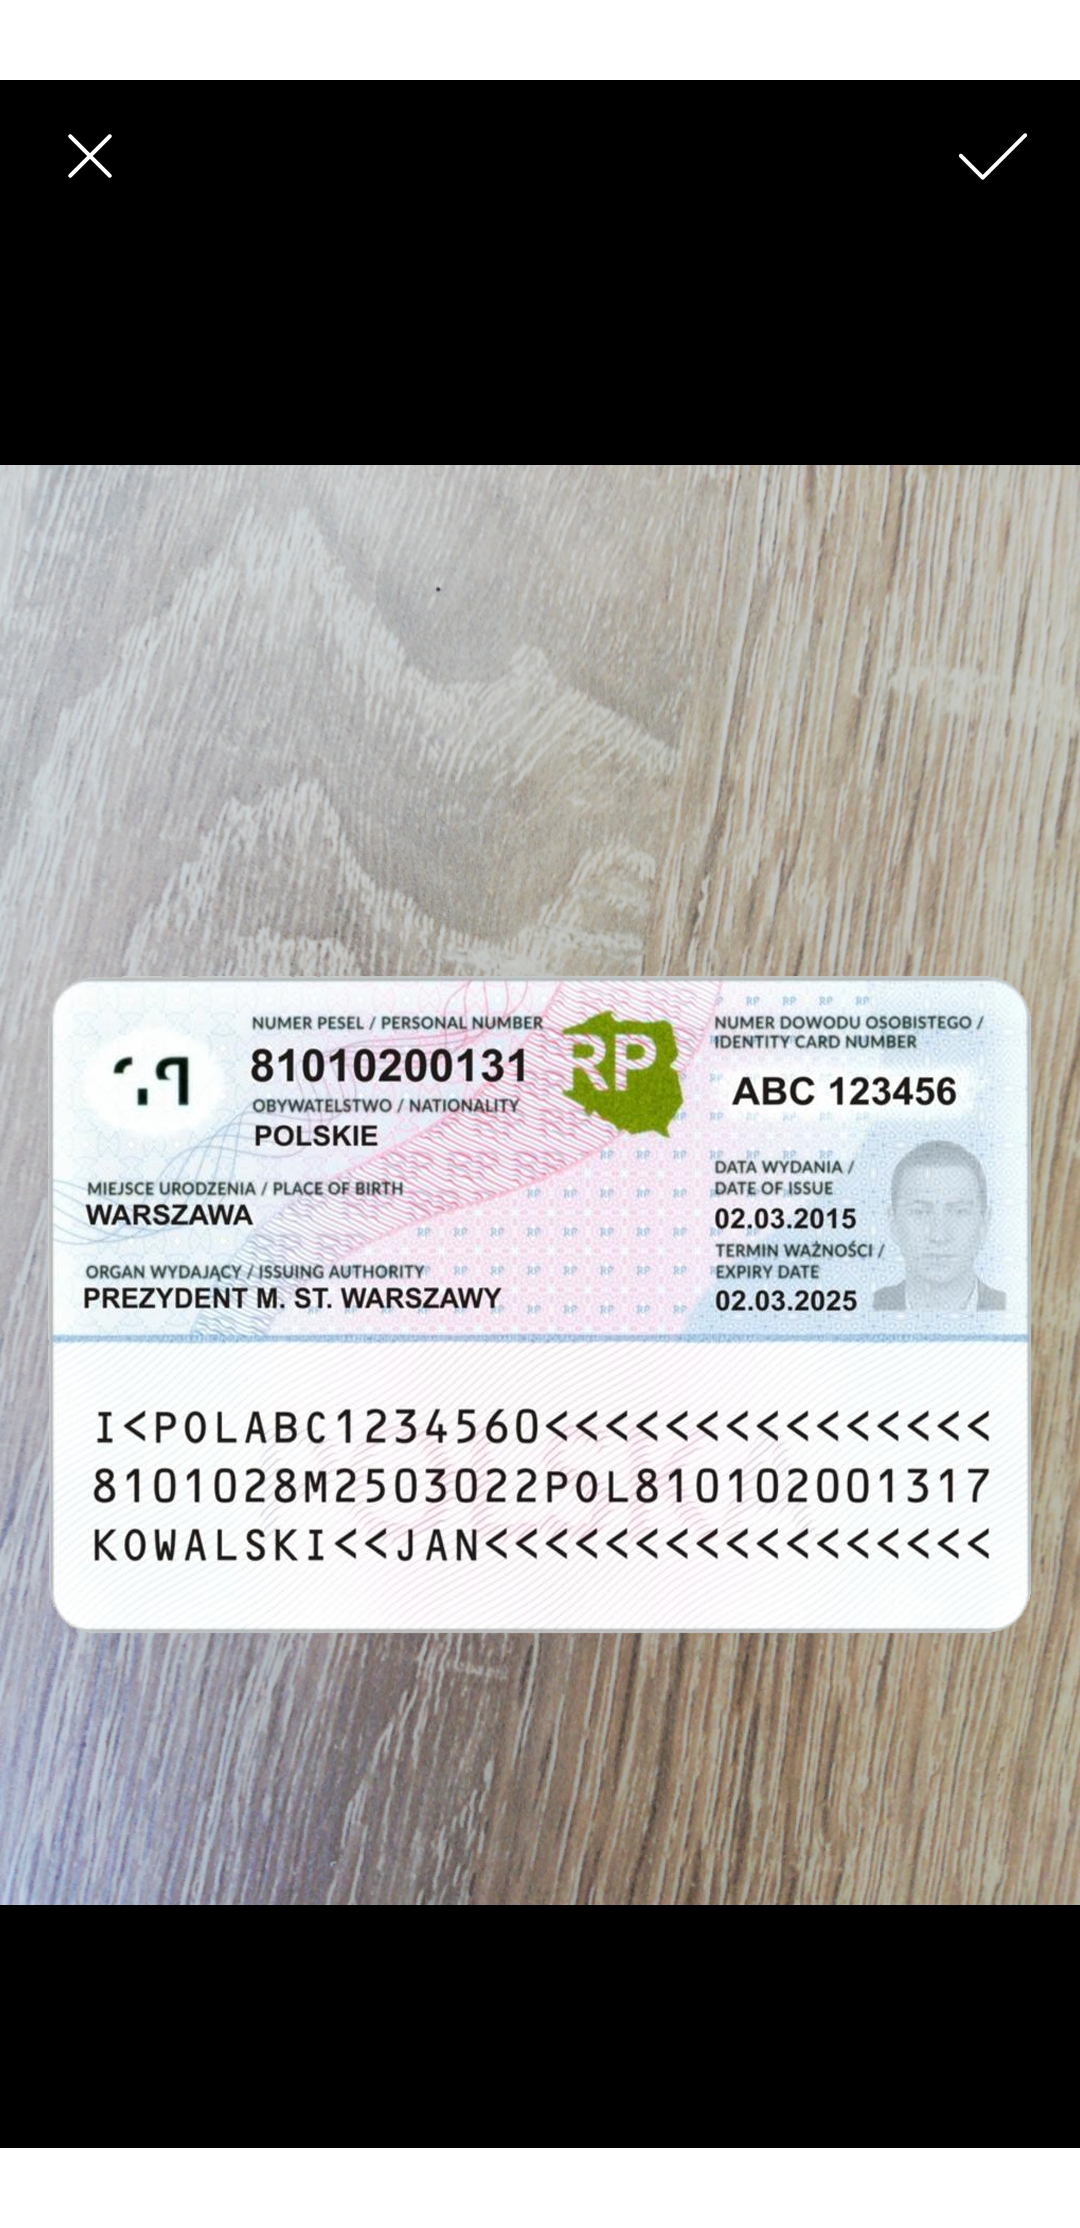 NUMER PESEL / PERSONAL NUMBER
81010200131
OBYWATELSTWO / NATIONALITY
POLSKIE
MIEJSCE URODZENIA / PLACE OF BIRTH
WARSZAWA
ORGAN WYDAJĄCY / ISSUING AUTHORITY
PREZYDENT M. ST. WARSZAWY
RP
NUMER DOWODU OSOBISTEGO /
IDENTITY CARD NUMBER
ABC 123456
DATA WYDANIA /
DATE OF ISSUE
02.03.2015
TERMIN WAŻNOŚCI /
EXPIRY DATE
02.03.2025
I<POLABC1234560<<<<<<<<<<<<<<<
8101028M2503022POL810102001317
KOWALSKI<<JAN<<<<<<<<<<<<<<<<<